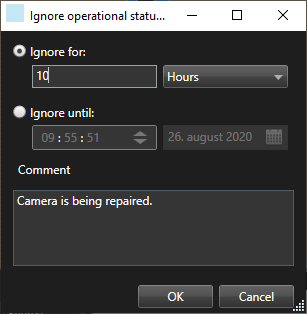 Ignore operational statu...
Ignore for:
10 Hours
Ignore until:
09 : 55 : 51 26. august 2020
Comment
Camera is being repaired.
OK Cancel